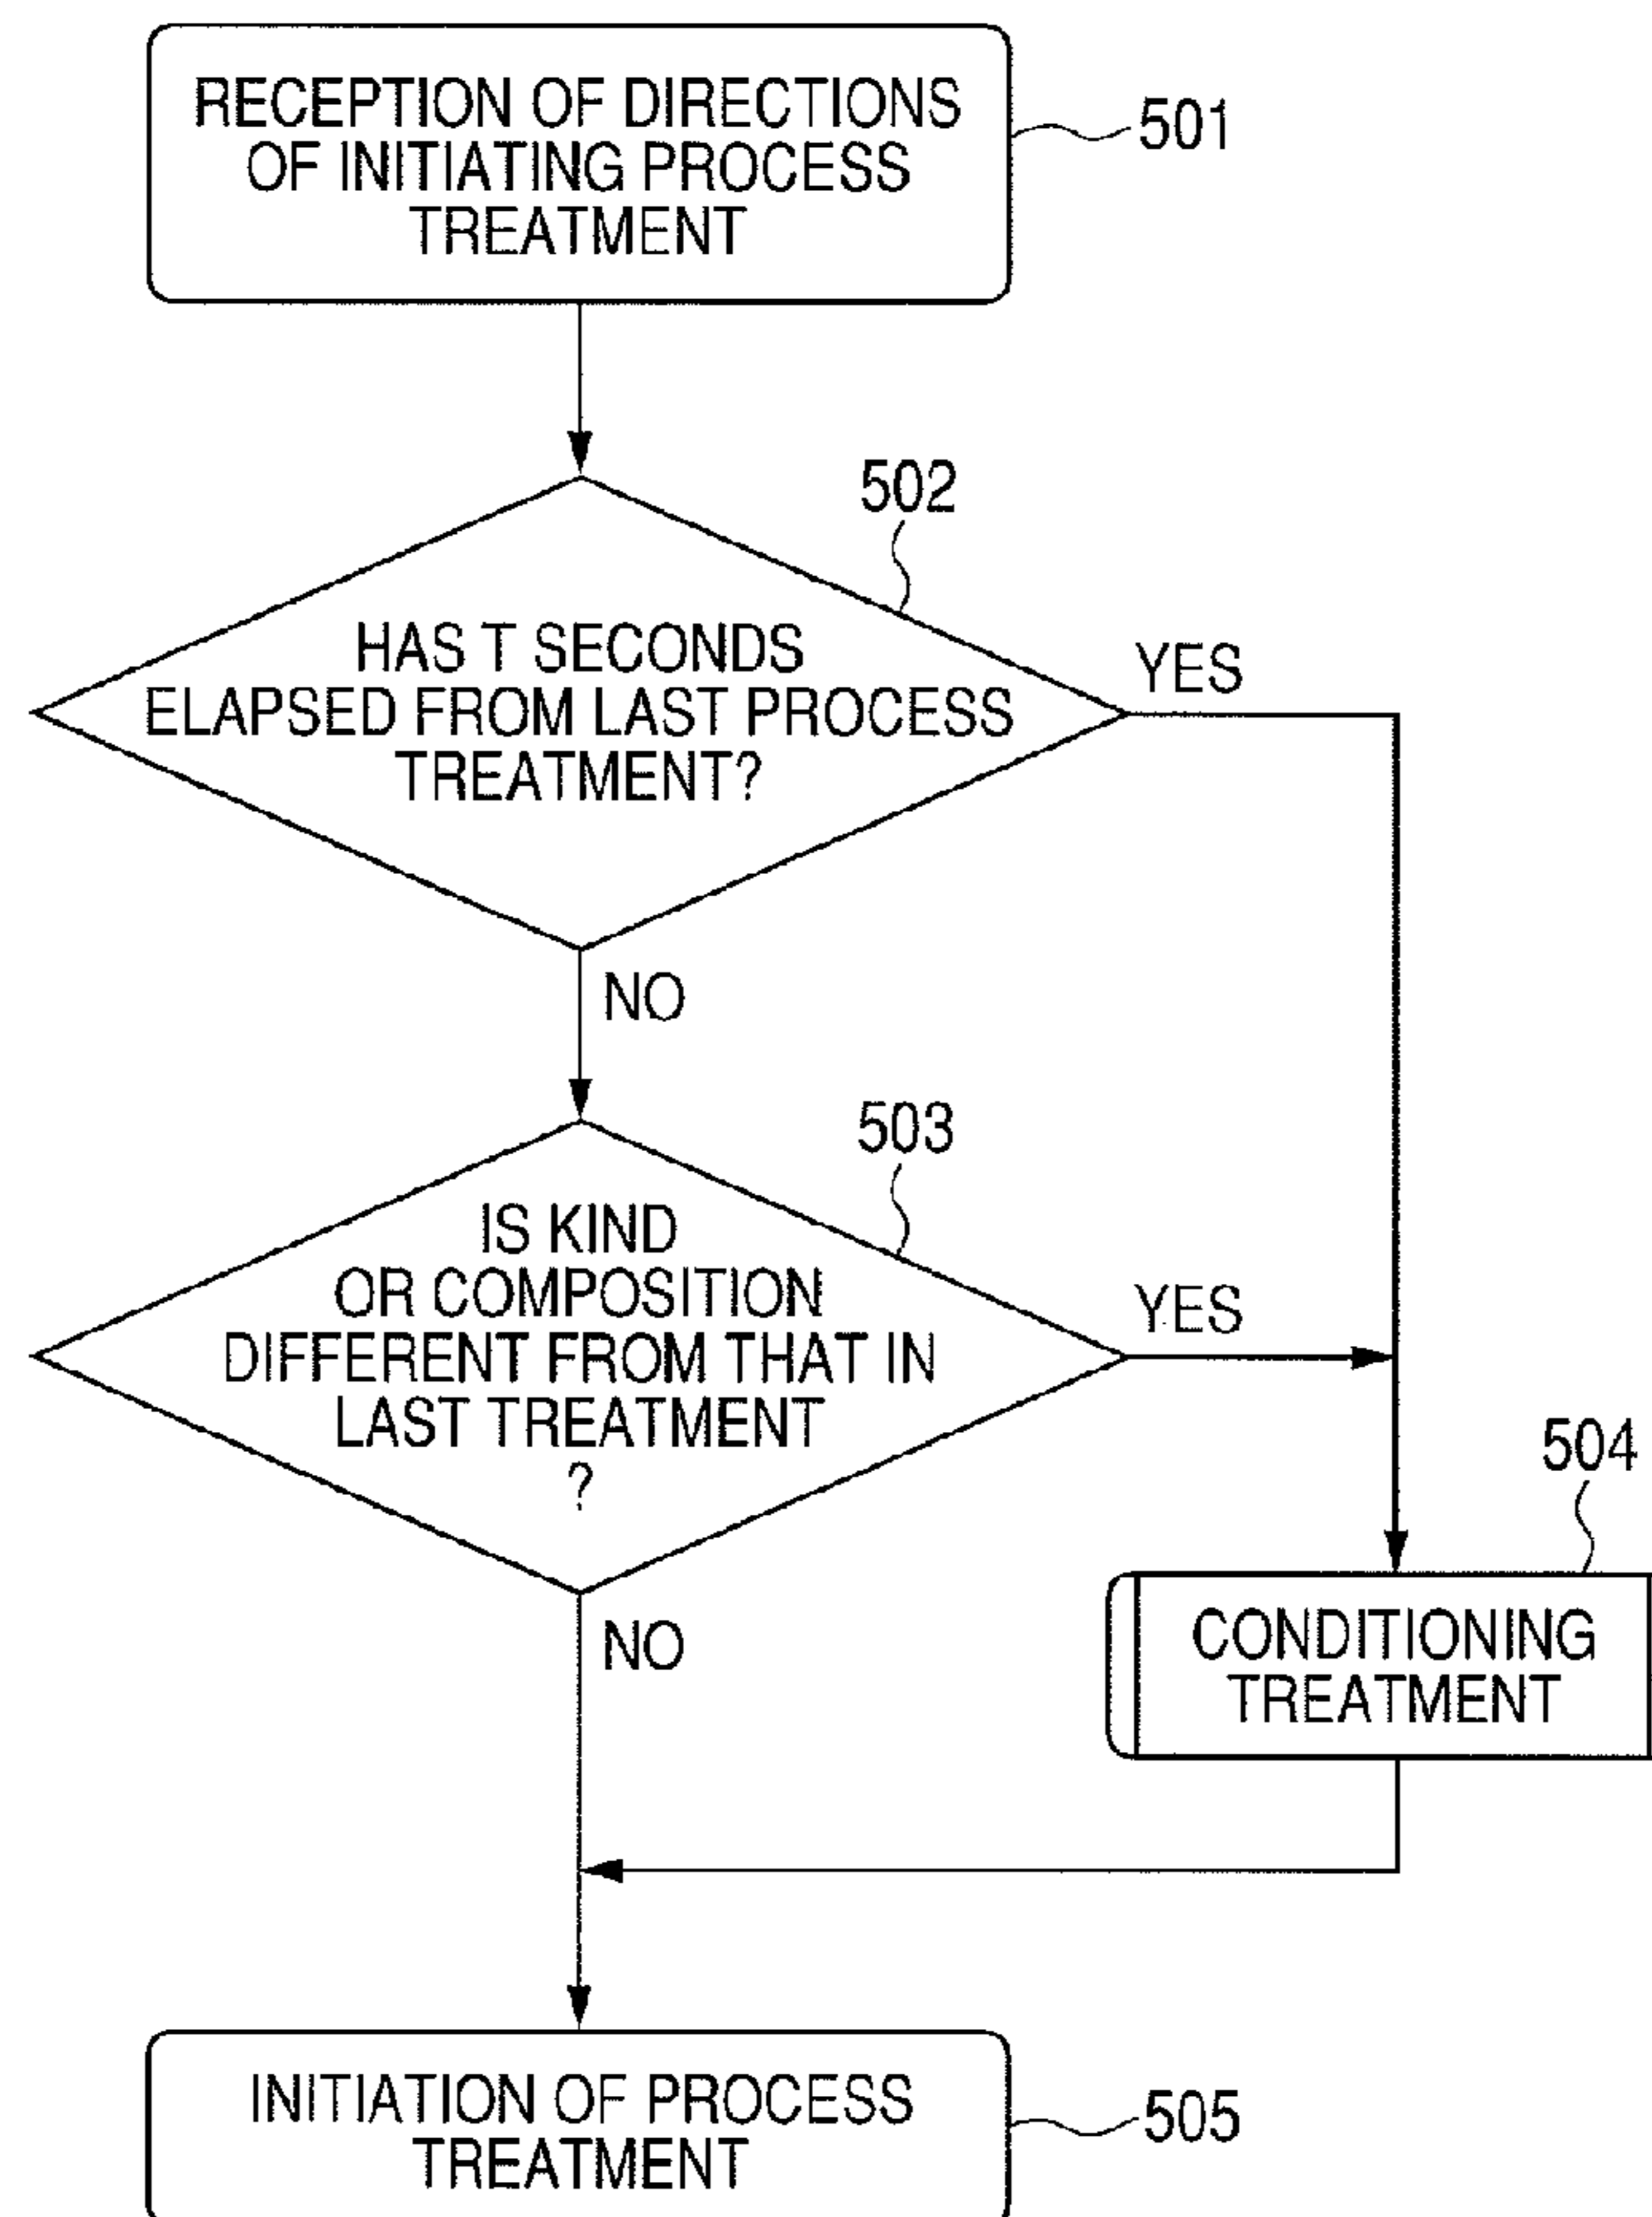 RECEPTION OF DIRECTIONS
OF INITIATING PROCESS
TREATMENT
501
502
HAS T SECONDS
ELAPSED FROM LAST PROCESS
TREATMENT?
YES
NO
503
IS KIND
OR COMPOSITION
DIFFERENT FROM THAT IN
LAST TREATMENT
?
YES
NO
504
CONDITIONING
TREATMENT
INITIATION OF PROCESS
TREATMENT
505